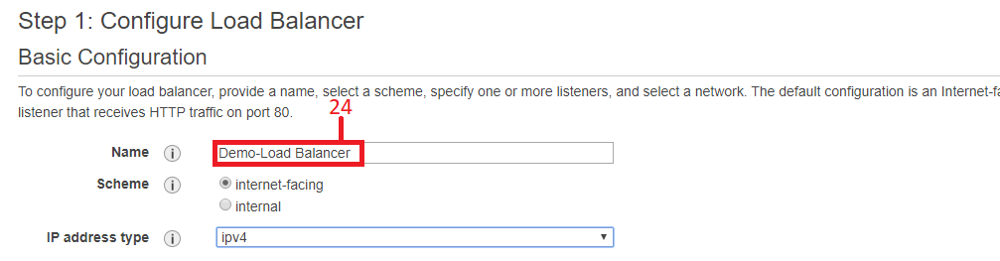 Step 1: Configure Load Balancer
Basic Configuration
To configure your load balancer, provide a name, select a scheme, specify one or more listeners, and select a network. The default configuration is an Internet-fa
listener that receives HTTP traffic on port 80.
24
Name i Demo-Load Balancer
Scheme i internet-facing
internal
IP address type i ipv4